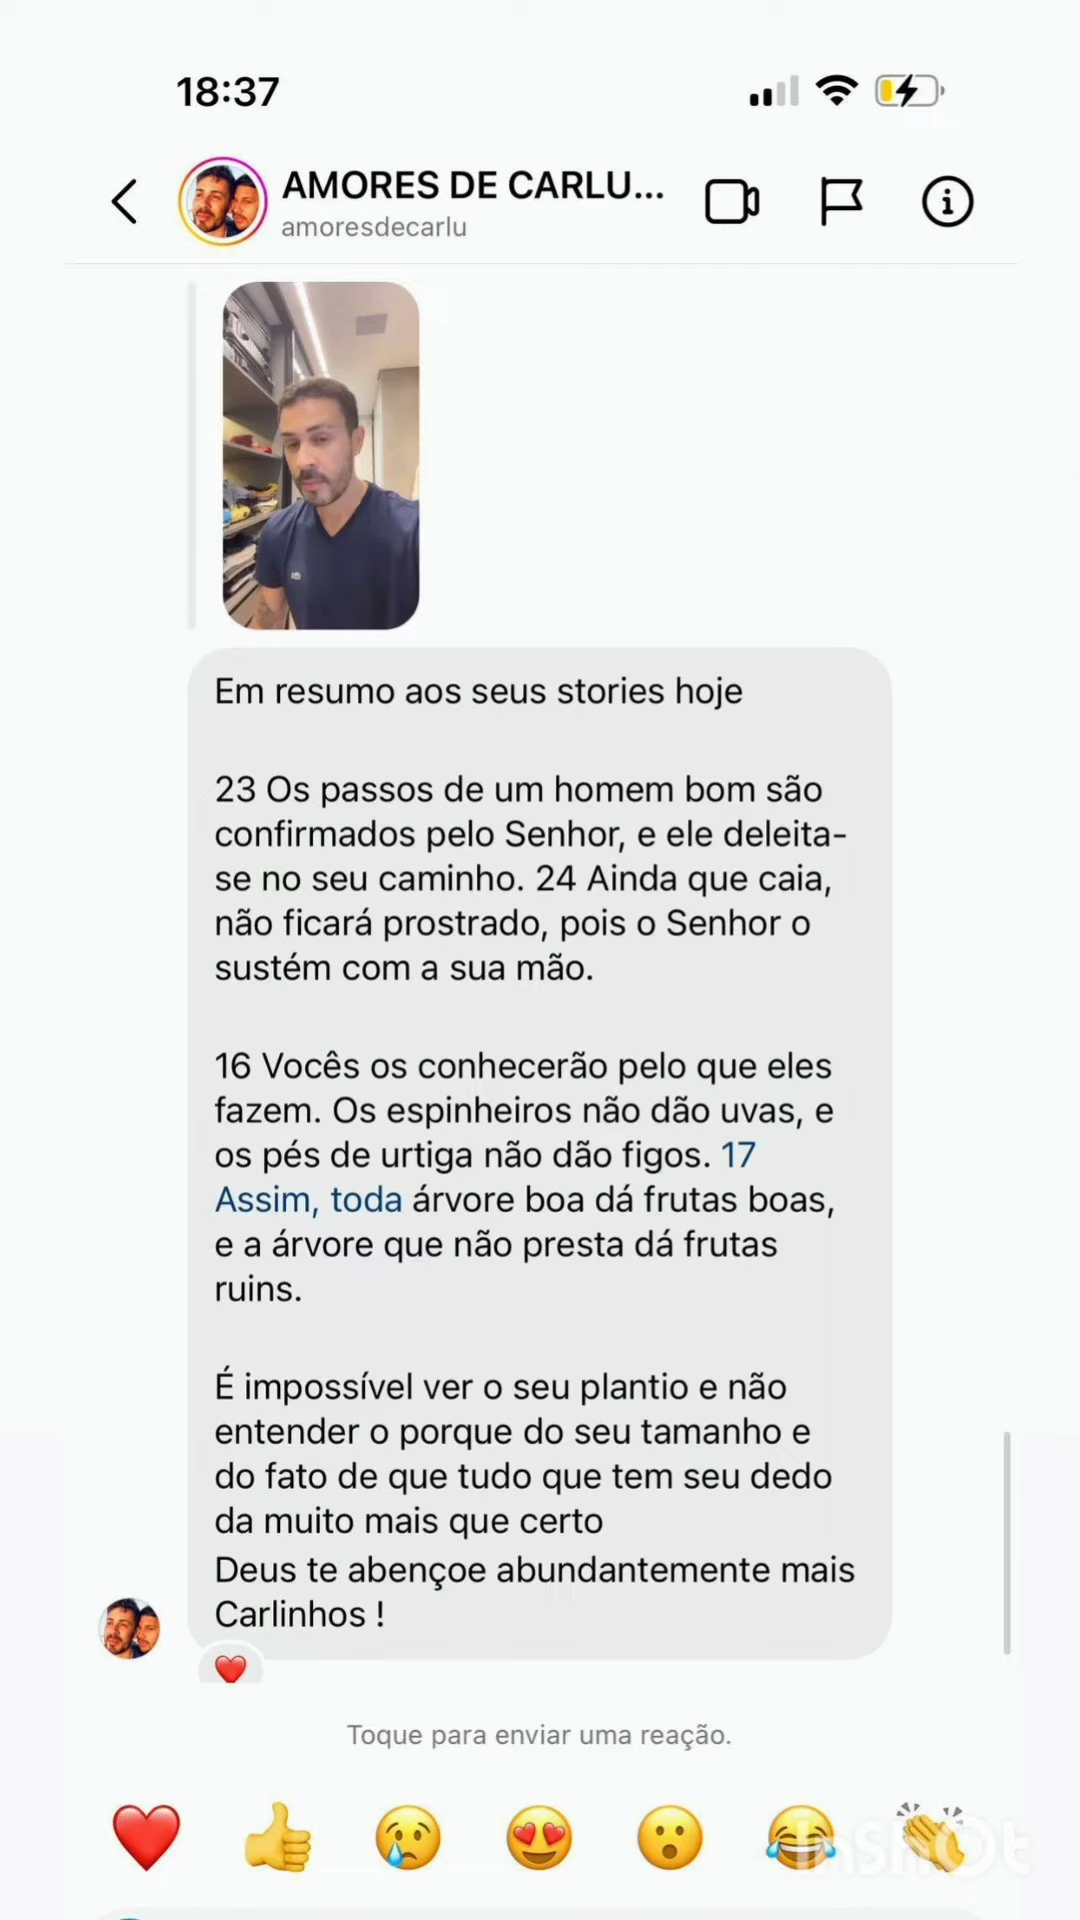 18:37
AMORES DE CARLU...
amoresdecarlu
Em resumo aos seus stories hoje
23 Os passos de um homem bom são
confirmados pelo Senhor, e ele deleita-
se no seu caminho. 24 Ainda que caia,
não ficará prostrado, pois o Senhor o
sustém com a sua mão.
16 Vocês os conhecerão pelo que eles
fazem. Os espinheiros não dão uvas, e
os pés de urtiga não dão figos. 17
Assim, toda árvore boa dá frutas boas,
e a árvore que não presta dá frutas
ruins.
É impossível ver o seu plantio e não
entender o porque do seu tamanho e
do fato de que tudo que tem seu dedo
da muito mais que certo
Deus te abençoe abundantemente mais
Carlinhos !
Toque para enviar uma reação.
InShOt